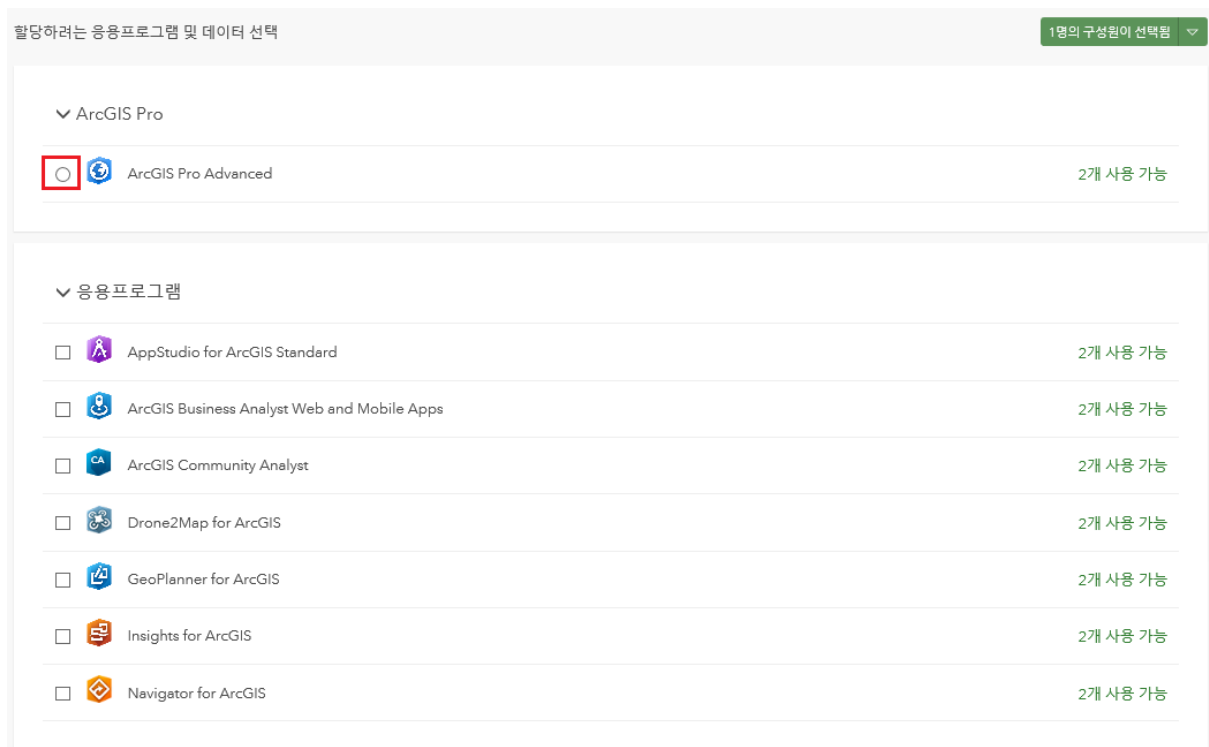 할당하려는 응용프로그램 및 데이터 선택
1명의 구성원이 선택됨
ArcGIS Pro
ArcGIS Pro Advanced 2개 사용 가능
응용프로그램
AppStudio for ArcGIS Standard 2개 사용 가능
ArcGIS Business Analyst Web and Mobile Apps 2개 사용 가능
CA ArcGIS Community Analyst 2개 사용 가능
Drone2Map for ArcGIS 2개 사용 가능
GeoPlanner for ArcGIS 2개 사용 가능
Insights for ArcGIS 2개 사용 가능
Navigator for ArcGIS 2개 사용 가능